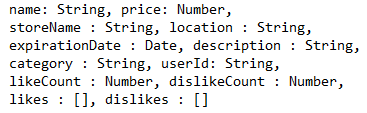 name: String, price: Number,
storeName : String, location : String,
expirationDate : Date, description : String,
category : String, userId: String,
likeCount : Number, dislikeCount : Number,
likes : [], dislikes : []